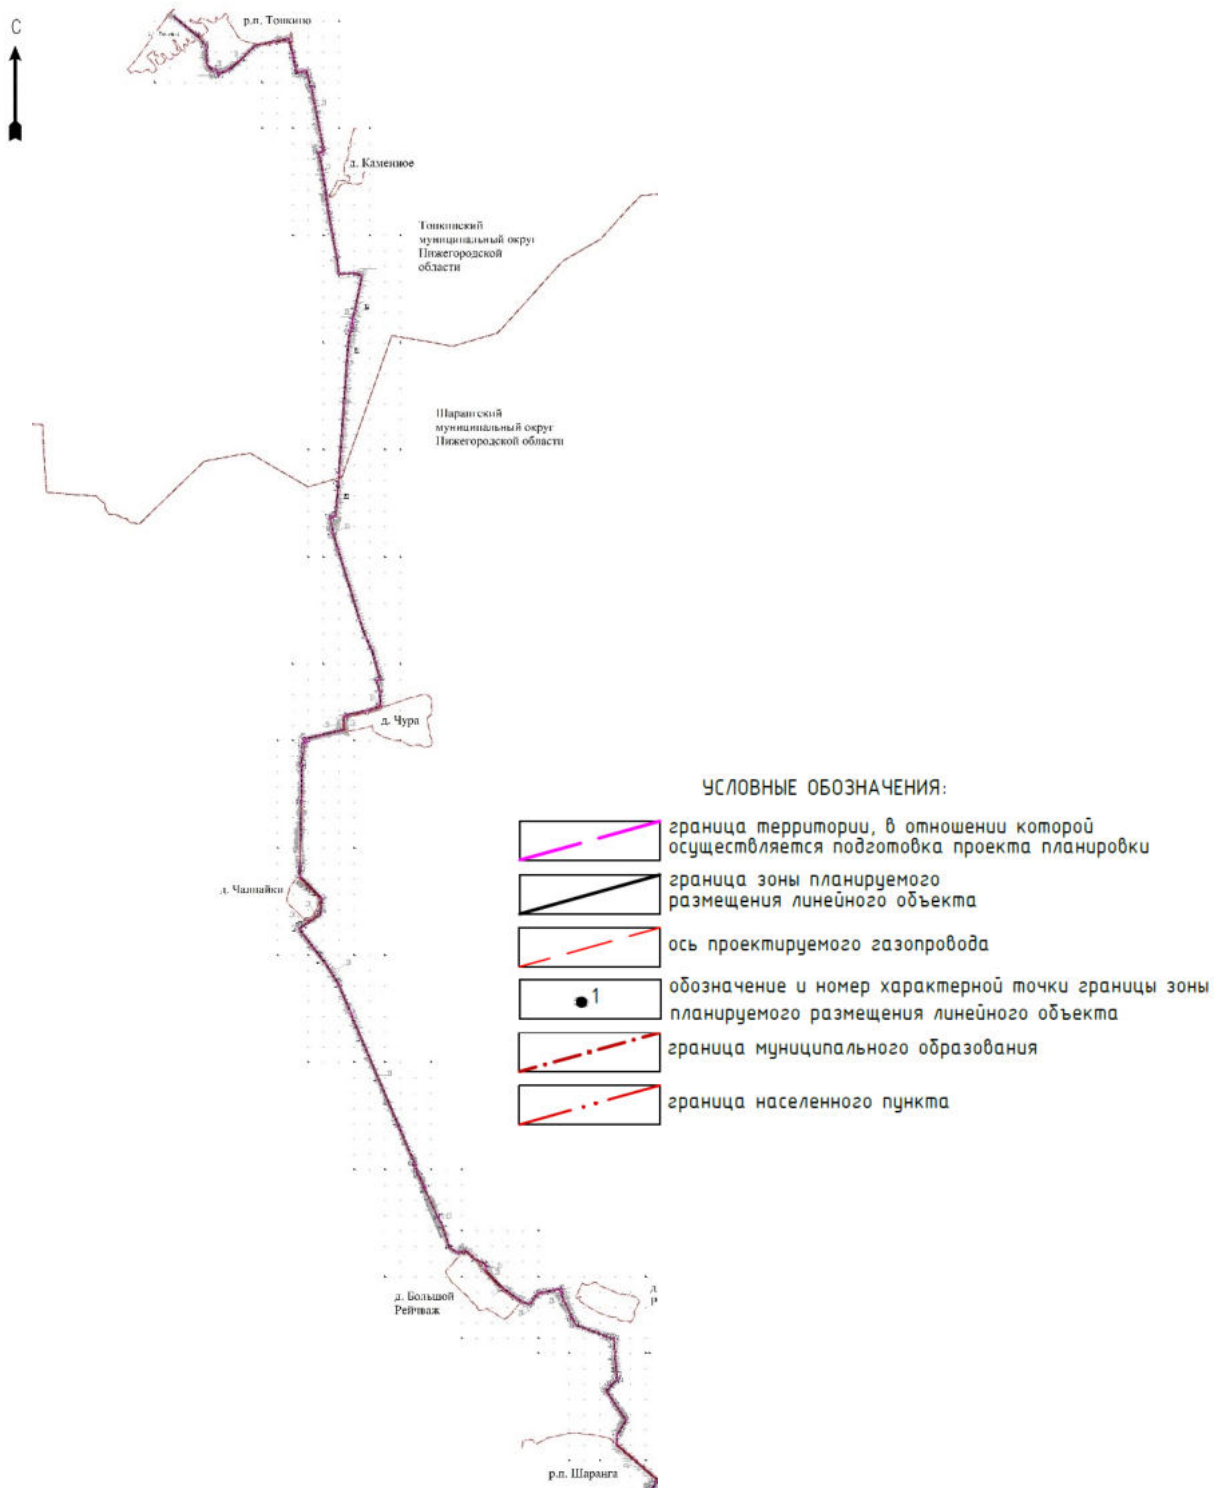 С
р.п. Тонкино
д. Каменное
Тонкинский
муниципальный округ
Нижегородской
области
Шарангский
муниципальный округ
Нижегородской области
д. Чура
УСЛОВНЫЕ ОБОЗНАЧЕНИЯ:
граница территории, в отношении которой
осуществляется подготовка проекта планировки
граница зоны планируемого
размещения линейного объекта
д. Чалпайки
ось проектируемого газопровода
1
обозначение и номер характерной точки границы зоны
планируемого размещения линейного объекта
граница муниципального образования
граница населенного пункта
д. Большой
Рейчваж
д.
Р
р.п. Шаранга